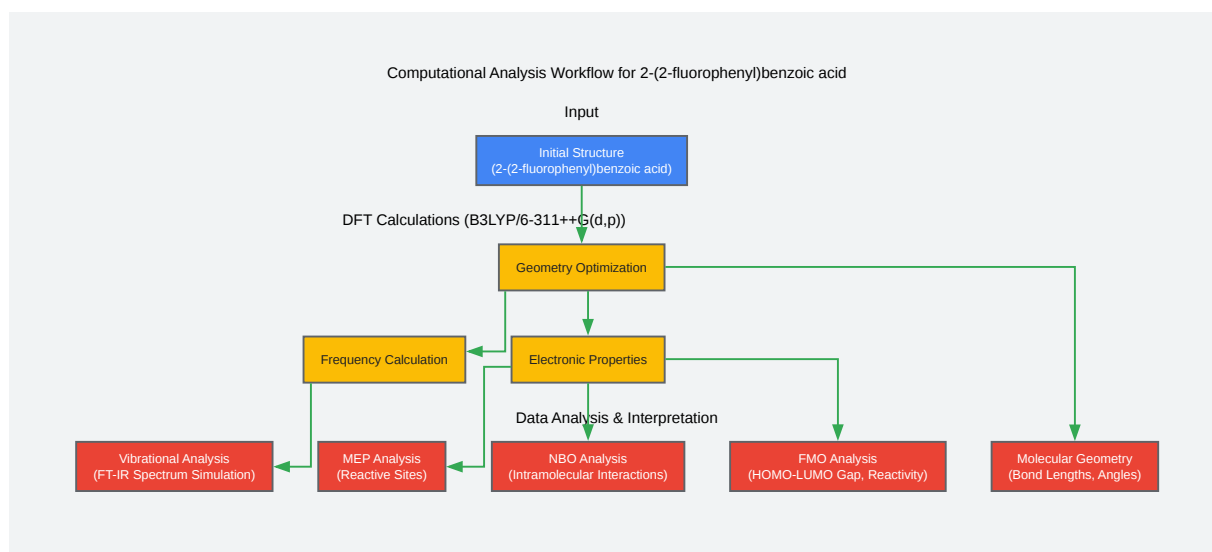 Computational Analysis Workflow for 2-(2-fluorophenyl)benzoic acid
Input
Initial Structure
(2-(2-fluorophenyl)benzoic acid)
DFT Calculations (B3LYP/6-311++G(d,p))
Geometry Optimization
Frequency Calculation
Electronic Properties
Data Analysis & Interpretation
Vibrational Analysis
(FT-IR Spectrum Simulation)
MEP Analysis
(Reactive Sites)
NBO Analysis
(Intramolecular Interactions)
FMO Analysis
(HOMO-LUMO Gap, Reactivity)
Molecular Geometry
(Bond Lengths, Angles)